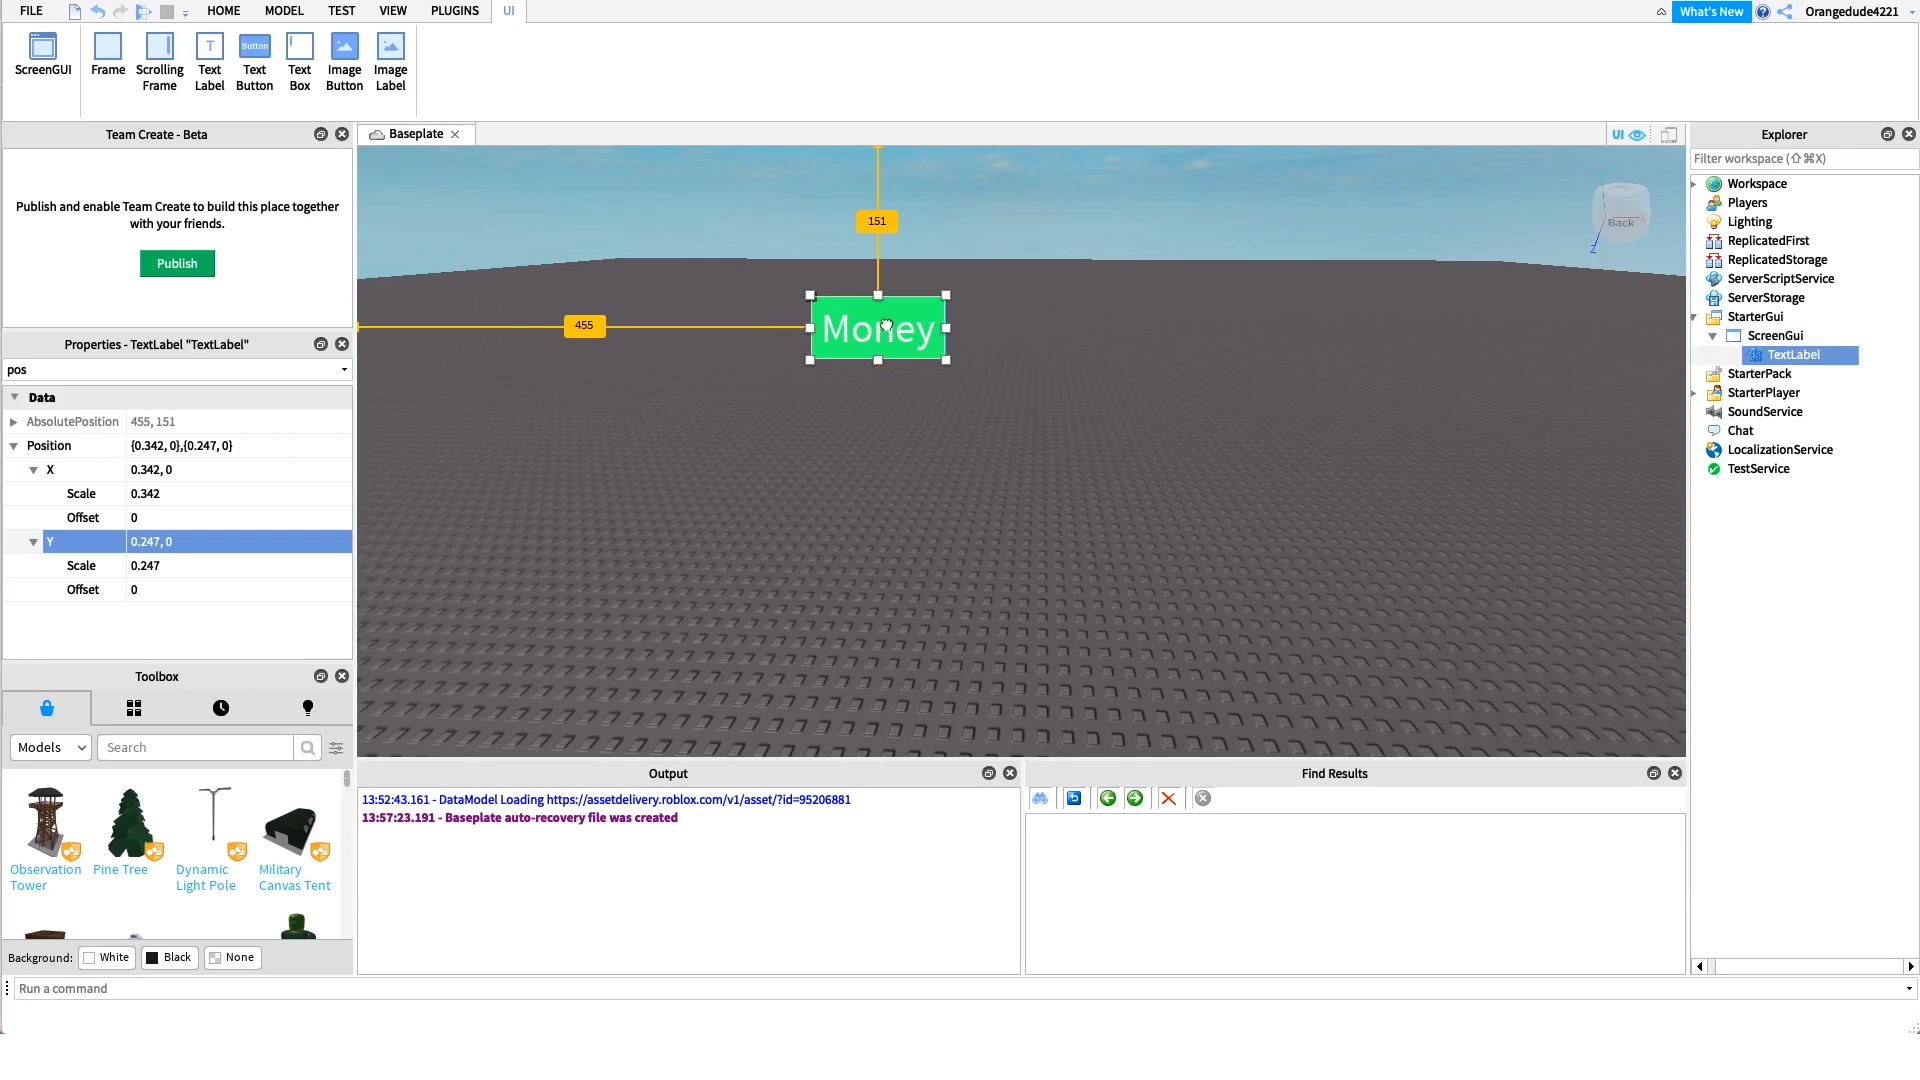 FILE
HOME
MODEL
TEST
VIEW
PLUGINS
UI
What's New
Orangedude4221
ScreenGUI
Frame
Scrolling
Frame
T
Text
Label
Button
Text
Button
Text
Box
Image
Button
Image
Label
Team Create - Beta
Publish and enable Team Create to build this place together
with your friends.
Publish
Properties - TextLabel "TextLabel"
pos
Data
AbsolutePosition 455, 151
Position {0.342, 0},{0.247, 0}
X 0.342, 0
Scale 0.342
Offset 0
Y 0.247, 0
Scale 0.247
Offset 0
Toolbox
Models
Search
Observation
Tower
Pine Tree
Dynamic
Light Pole
Military
Canvas Tent
Background: White Black None
Run a command
Baseplate
UI
151
455
Money
Back
X
Z
Output
13:52:43.161 - DataModel Loading https://assetdelivery.roblox.com/v1/asset/?id=95206881
13:57:23.191 - Baseplate auto-recovery file was created
Find Results
Explorer
Filter workspace (⇧⌘X)
Workspace
Players
Lighting
ReplicatedFirst
ReplicatedStorage
ServerScriptService
ServerStorage
StarterGui
ScreenGui
TextLabel
StarterPack
StarterPlayer
SoundService
Chat
LocalizationService
TestService